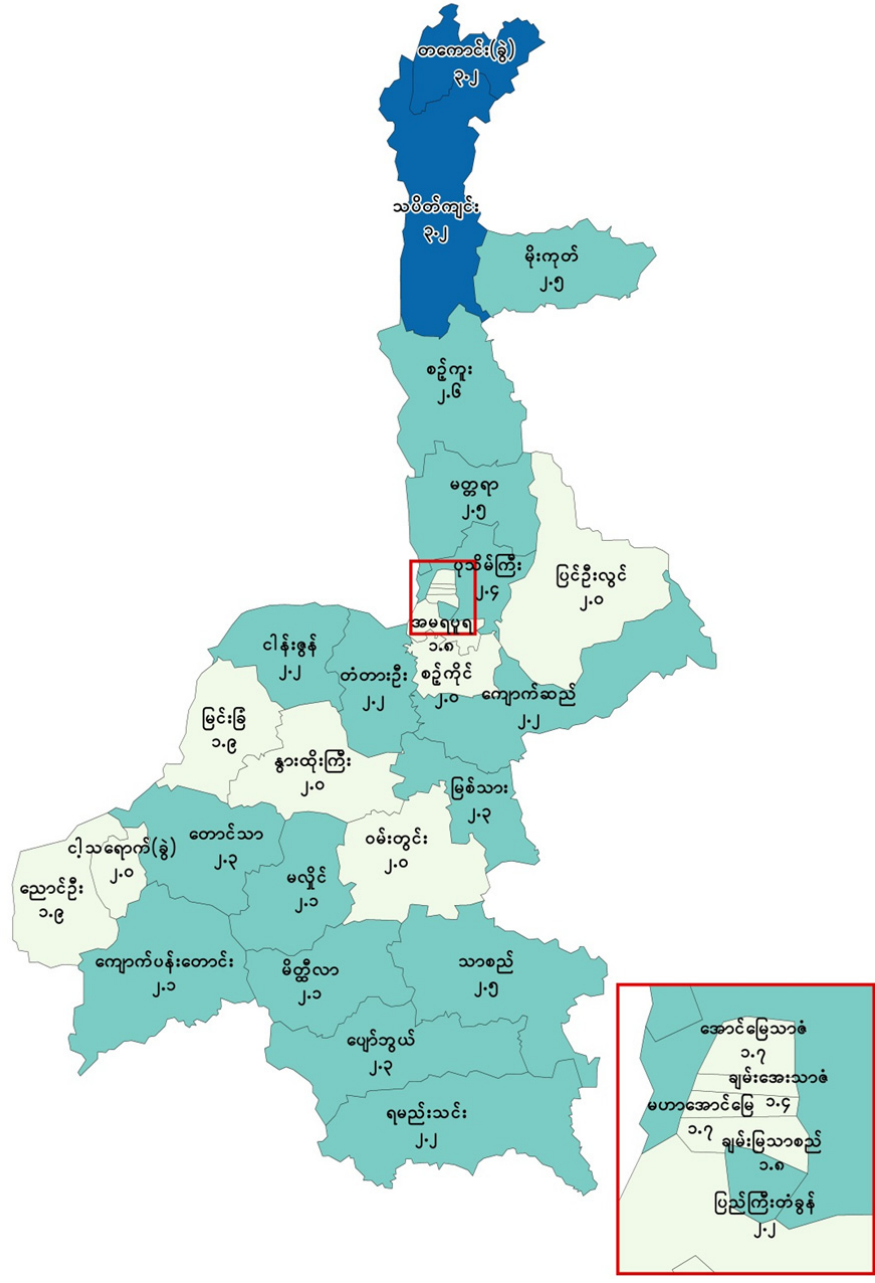 တကောင်း(ခွဲ)
၃.၂
သပိတ်ကျင်း
၃.၂
မိုးကုတ်
၂.၅
စဉ့်ကူး
၂.၆
မတ္တရာ
၂.၅
ပုသိမ်ကြီး
၂.၄
ပြင်ဦးလွင်
၂.၀
အမရပူရ
၁.၈
စဉ့်ကိုင်
၂.၀
ကျောက်ဆည်
၂.၂
ငါန်းဇွန်
၂.၂
တံတားဦး
၂.၂
မြင်းခြံ
၁.၉
နွားထိုးကြီး
၂.၀
မြစ်သား
၂.၃
တောင်သာ
၂.၃
ဝမ်းတွင်း
၂.၀
ငါ့သရောက်(ခွဲ)
၂.၀
မလှိုင်
၂.၁
ညောင်ဦး
၁.၉
ကျောက်ပန်းတောင်း
၂.၁
မိတ္ထီလာ
၂.၁
သာစည်
၂.၅
ပျော်ဘွယ်
၂.၃
ရမည်းသင်း
၂.၂
အောင်မြေသာဇံ
၁.၇
ချမ်းအေးသာဇံ
၁.၄
မဟာအောင်မြေ
၁.၇
ချမ်းမြသာစည်
၁.၈
ပြည်ကြီးတံခွန်
၂.၂